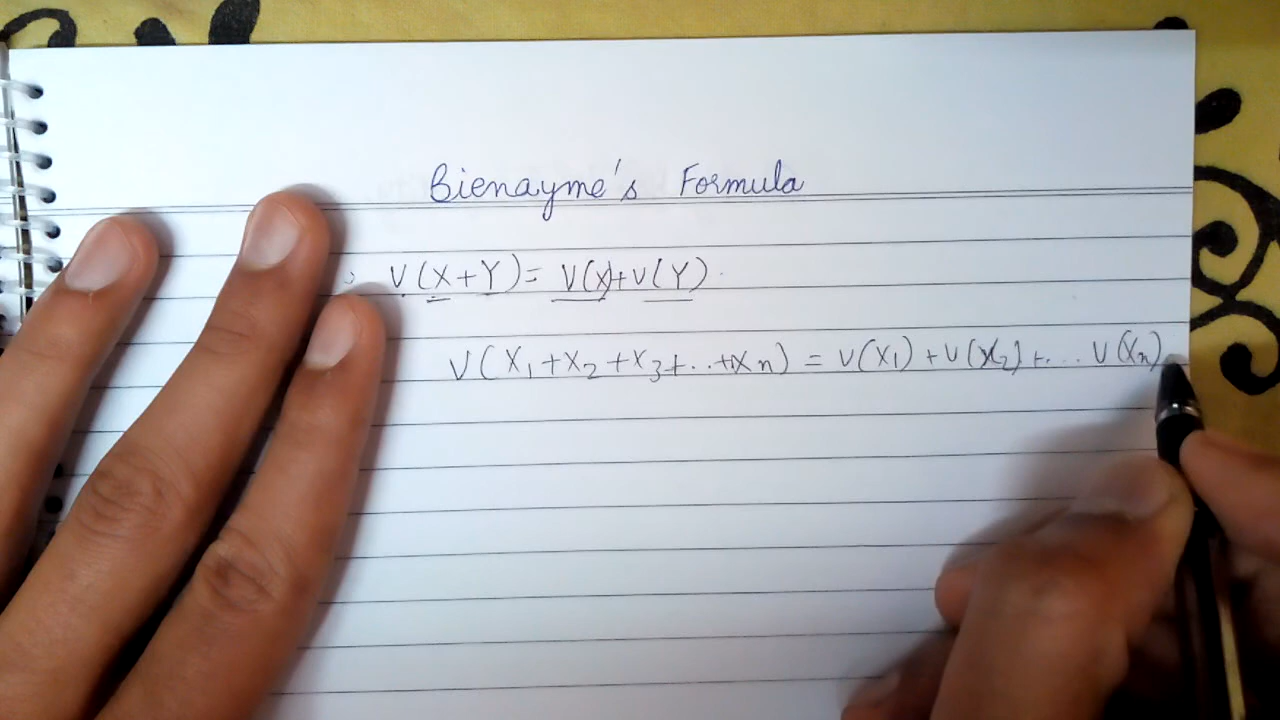 Bienayme's Formula
V(X+Y)= V(X)+V(Y).
V(X₁+X₂+X₃+...+Xn) = V(X₁)+V(X₂)+.... V(Xn)